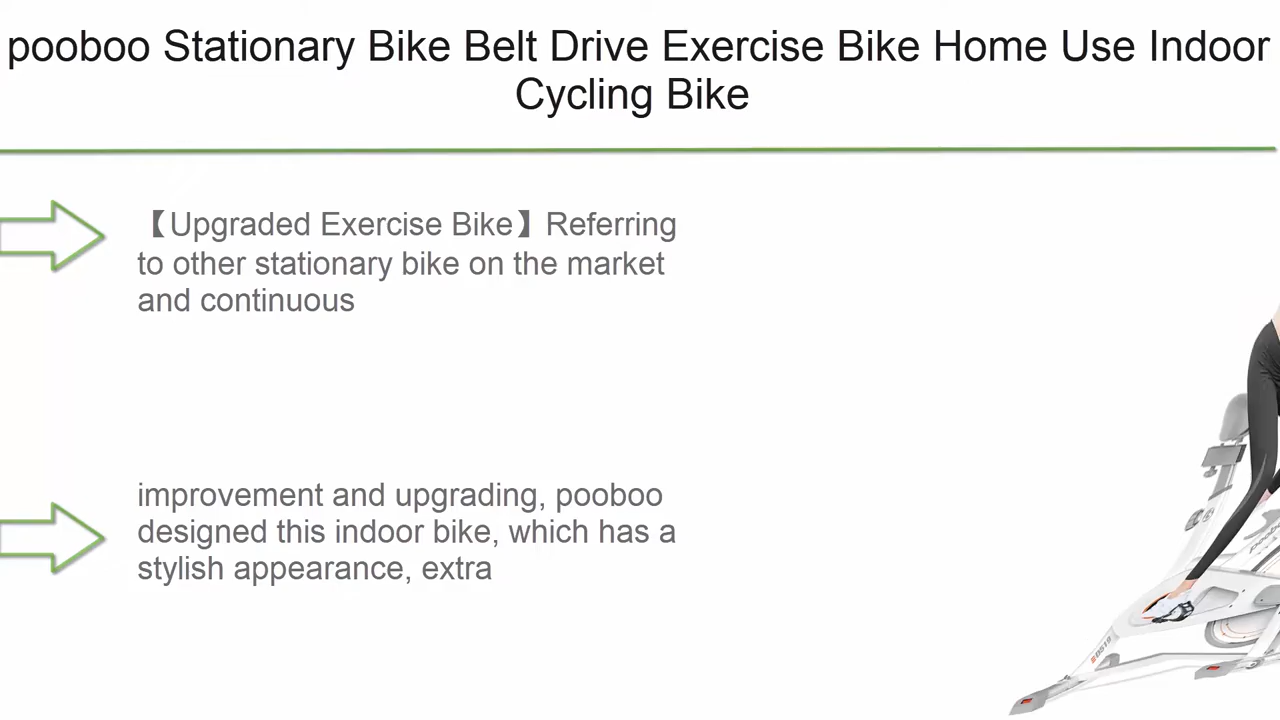 pooboo Stationary Bike Belt Drive Exercise Bike Home Use Indoor
Cycling Bike
【Upgraded Exercise Bike】Referring
to other stationary bike on the market
and continuous
improvement and upgrading, pooboo
designed this indoor bike, which has a
stylish appearance, extra
pooboo